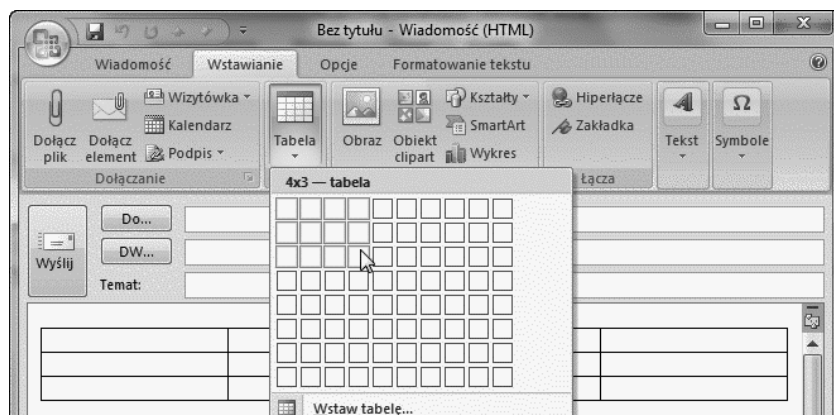 Bez tytułu - Wiadomość (HTML)
Wiadomość Wstawianie Opcje Formatowanie tekstu
Dołącz plik
Dołącz element
Wizytówka
Kalendarz
Podpis
Dołączanie
Tabela
Obraz
Obiekt clipart
Kształty
SmartArt
Wykres
Hiperłącze
Zakładka
Łącza
Tekst
Symbole
4x3 — tabela
Wyślij
Do...
DW...
Temat:
Wstaw tabelę...